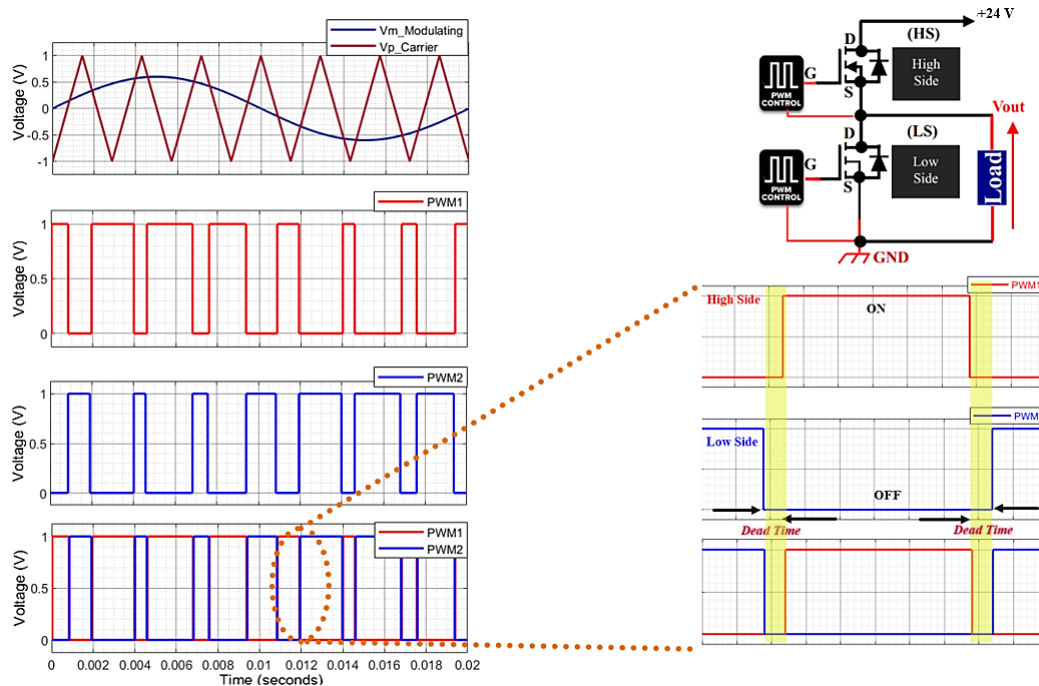 Vm_Modulating
Vp_Carrier
Voltage (V)
1
0.5
0
-0.5
-1
PWM1
Voltage (V)
1
0.5
0
PWM2
Voltage (V)
1
0.5
0
PWM1
PWM2
Voltage (V)
1
0.5
0
0
0.002
0.004
0.006
0.008
0.01
0.012
0.014
0.016
0.018
0.02
Time (seconds)
+24 V
D
(HS)
High
Side
PWM
CONTROL
G
S
Vout
D
(LS)
Low
Side
PWM
CONTROL
G
S
Load
GND
PWM1
High Side
ON
PWM
Low Side
OFF
Dead Time
Dead Time